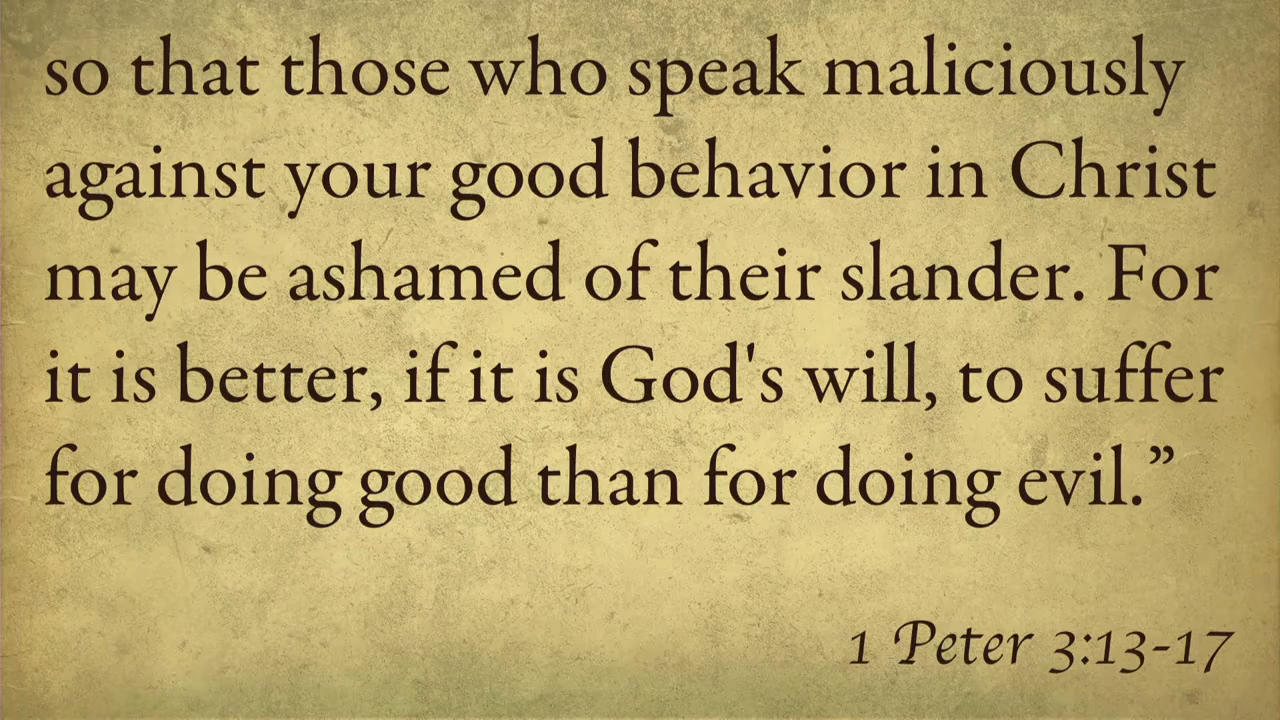 so that those who speak maliciously
against your good behavior in Christ
may be ashamed of their slander. For
it is better, if it is God's will, to suffer
for doing good than for doing evil.”
1 Peter 3:13-17